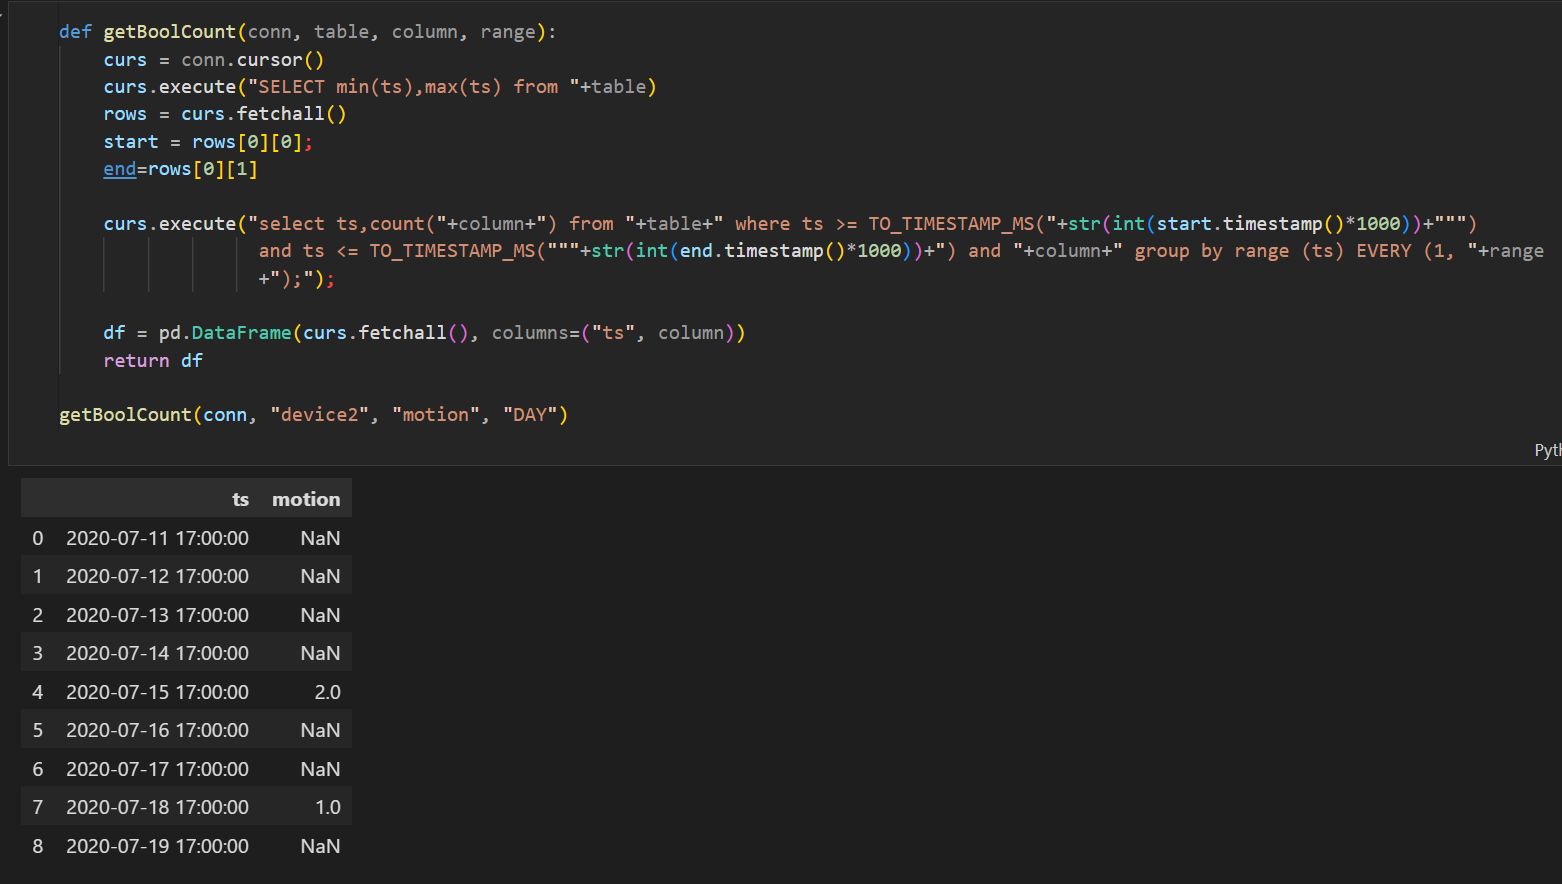 def getBoolCount(conn, table, column, range):
curs = conn.cursor()
curs.execute("SELECT min(ts),max(ts) from "+table)
rows = curs.fetchall()
start = rows[0][0];
end=rows[0][1]
curs.execute("select ts,count("+column+") from "+table+" where ts >= TO_TIMESTAMP_MS("+str(int(start.timestamp()*1000))+""")
and ts <= TO_TIMESTAMP_MS("""+str(int(end.timestamp()*1000))+") and "+column+" group by range (ts) EVERY (1, "+range
+");");
df = pd.DataFrame(curs.fetchall(), columns=("ts", column))
return df
getBoolCount(conn, "device2", "motion", "DAY")
Pyth
ts motion
0 2020-07-11 17:00:00 NaN
1 2020-07-12 17:00:00 NaN
2 2020-07-13 17:00:00 NaN
3 2020-07-14 17:00:00 NaN
4 2020-07-15 17:00:00 2.0
5 2020-07-16 17:00:00 NaN
6 2020-07-17 17:00:00 NaN
7 2020-07-18 17:00:00 1.0
8 2020-07-19 17:00:00 NaN